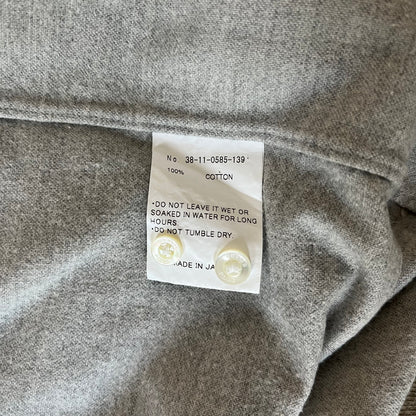 No. 38-11-0585-139
100% COTTON
•DO NOT LEAVE IT WET OR
SOAKED IN WATER FOR LONG
HOURS.
•DO NOT TUMBLE DRY.
MADE IN JA